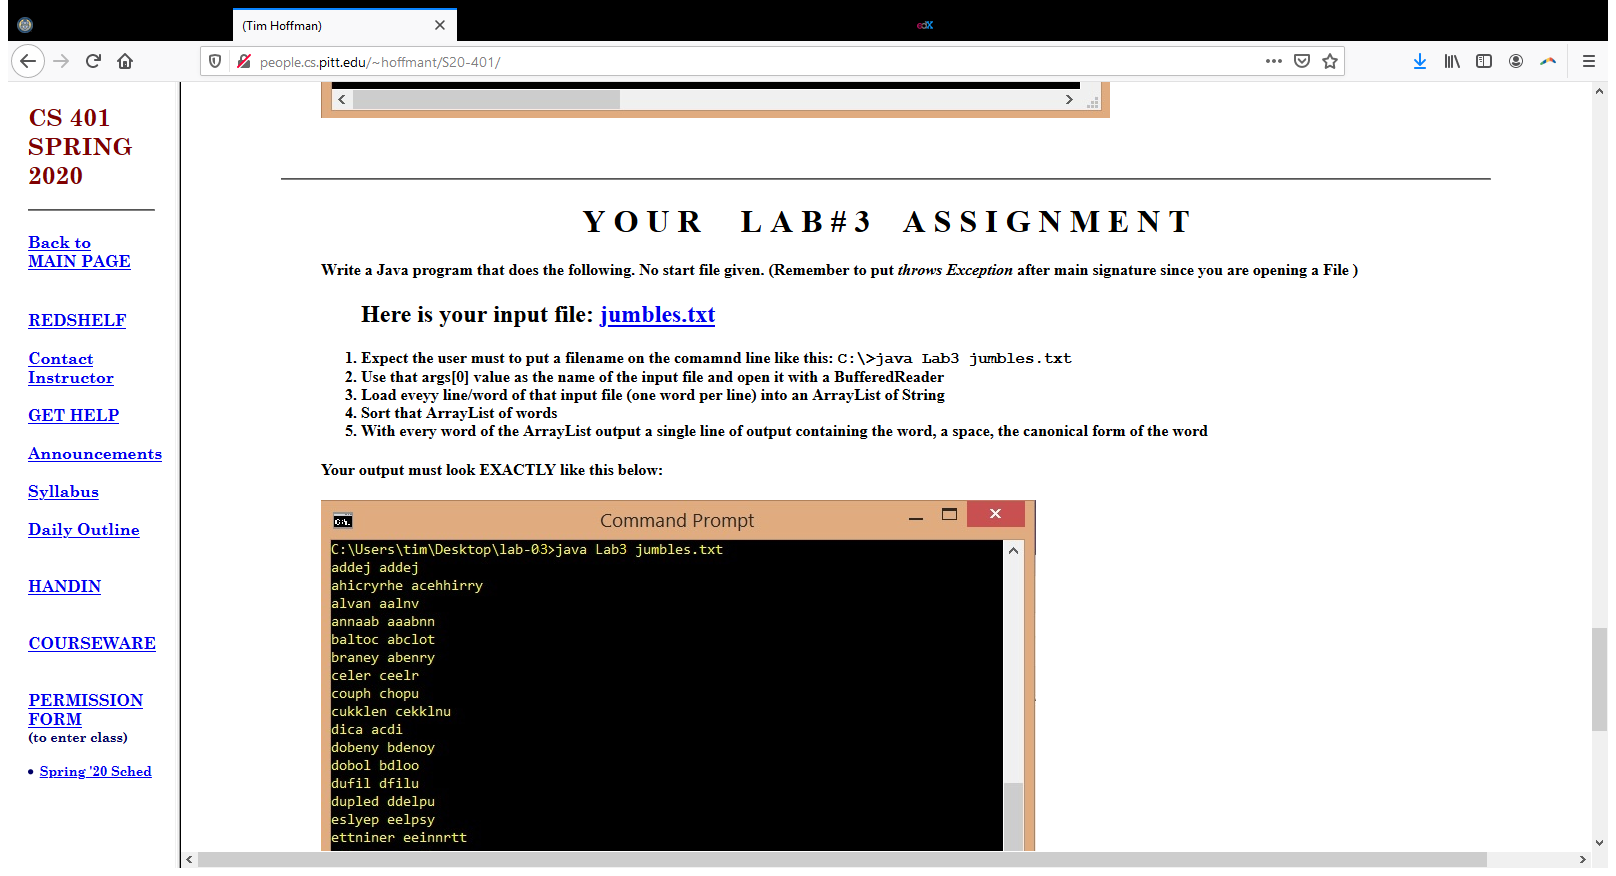 (Tim Hoffman)
edX
people.cs.pitt.edu/~hoffmant/S20-401/
CS 401
SPRING
2020
Back to
MAIN PAGE
REDSHELF
Contact
Instructor
GET HELP
Announcements
Syllabus
Daily Outline
HANDIN
COURSEWARE
PERMISSION
FORM
(to enter class)
• Spring '20 Sched
YOUR LAB#3 ASSIGNMENT
Write a Java program that does the following. No start file given. (Remember to put throws Exception after main signature since you are opening a File )
Here is your input file: jumbles.txt
1. Expect the user must to put a filename on the comamnd line like this: C:\>java Lab3 jumbles.txt
2. Use that args[0] value as the name of the input file and open it with a BufferedReader
3. Load eveyy line/word of that input file (one word per line) into an ArrayList of String
4. Sort that ArrayList of words
5. With every word of the ArrayList output a single line of output containing the word, a space, the canonical form of the word
Your output must look EXACTLY like this below:
C:\.
Command Prompt
C:\Users\tim\Desktop\lab-03>java Lab3 jumbles.txt
addej addej
ahicryrhe acehhirry
alvan aalnv
annaab aaabnn
baltoc abclot
braney abenry
celer ceelr
couph chopu
cukklen cekklnu
dica acdi
dobeny bdenoy
dobol bdloo
dufil dfilu
dupled ddelpu
eslyep eelpsy
ettniner eeinnrtt